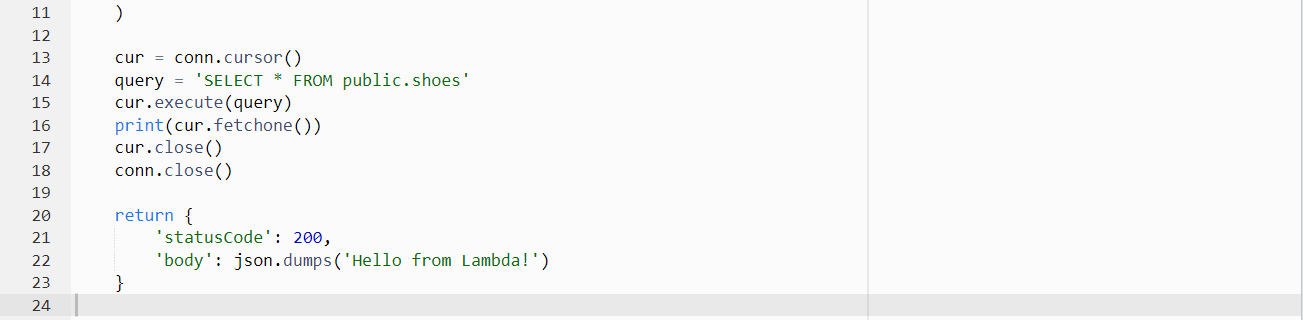 11    )
12
13    cur = conn.cursor()
14    query = 'SELECT * FROM public.shoes'
15    cur.execute(query)
16    print(cur.fetchone())
17    cur.close()
18    conn.close()
19
20    return {
21        'statusCode': 200,
22        'body': json.dumps('Hello from Lambda!')
23    }
24